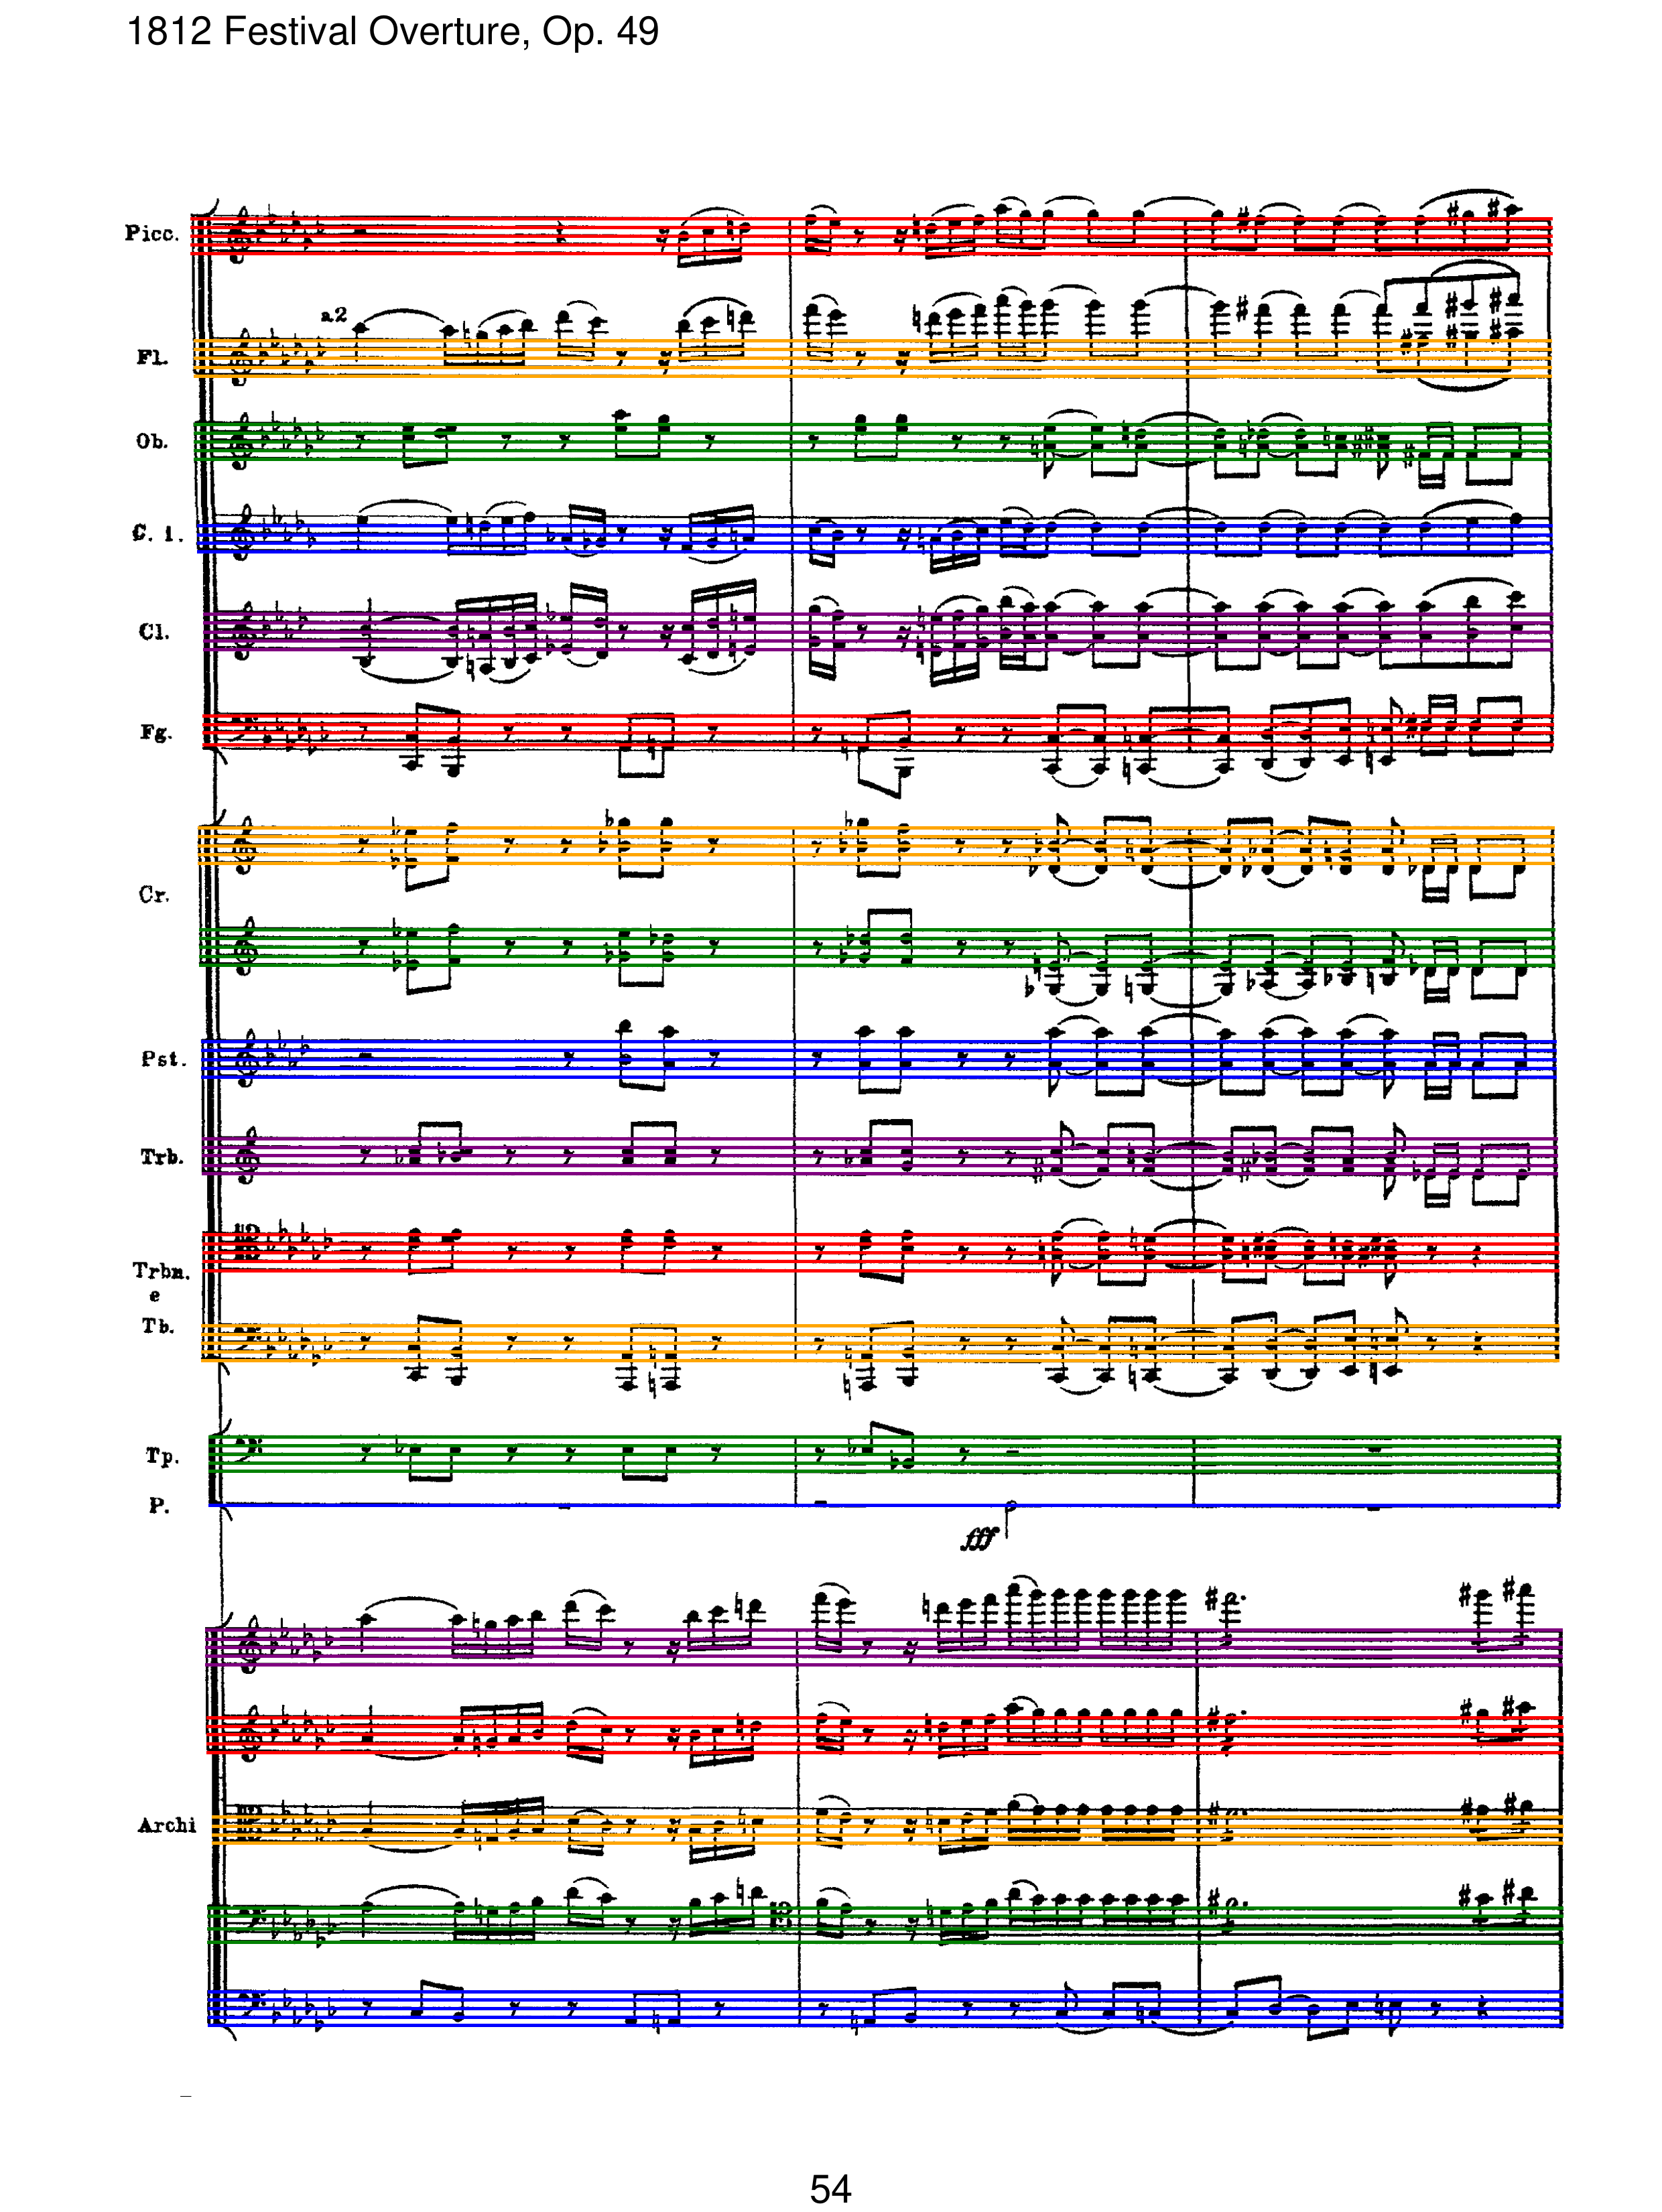 1812 Festival Overture, Op. 49
Picc.
a2
Fl.
Ob.
C. i.
Cl.
Fg.
Cr.
Pst.
Trb.
Trbn.
e
Tb.
Tp.
P.
fff
Archi
54